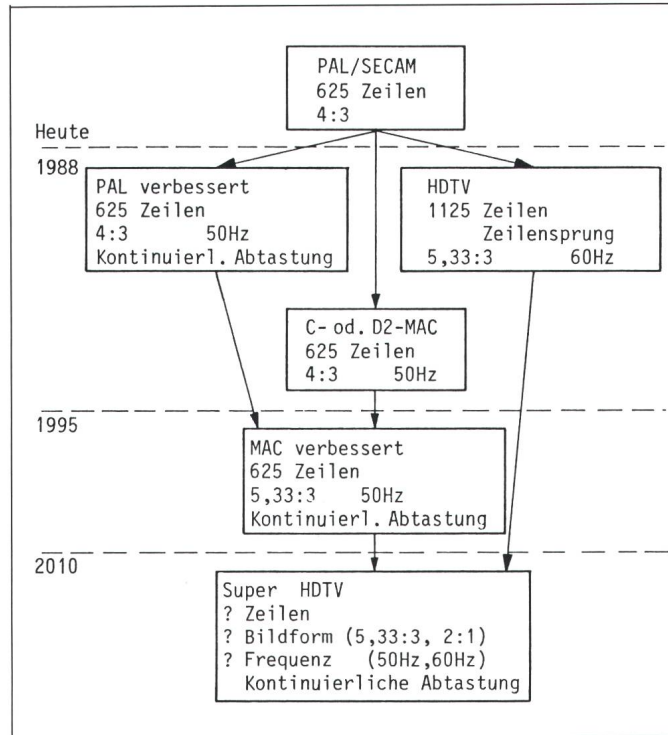 PAL/SECAM
625 Zeilen
4:3
Heute
1988
PAL verbessert
625 Zeilen
4:3 50Hz
Kontinuierl. Abtastung
HDTV
1125 Zeilen
Zeilensprung
5,33:3 60Hz
C- od. D2-MAC
625 Zeilen
4:3 50Hz
1995
MAC verbessert
625 Zeilen
5,33:3 50Hz
Kontinuierl. Abtastung
2010
Super HDTV
? Zeilen
? Bildform (5,33:3, 2:1)
? Frequenz (50Hz,60Hz)
Kontinuierliche Abtastung